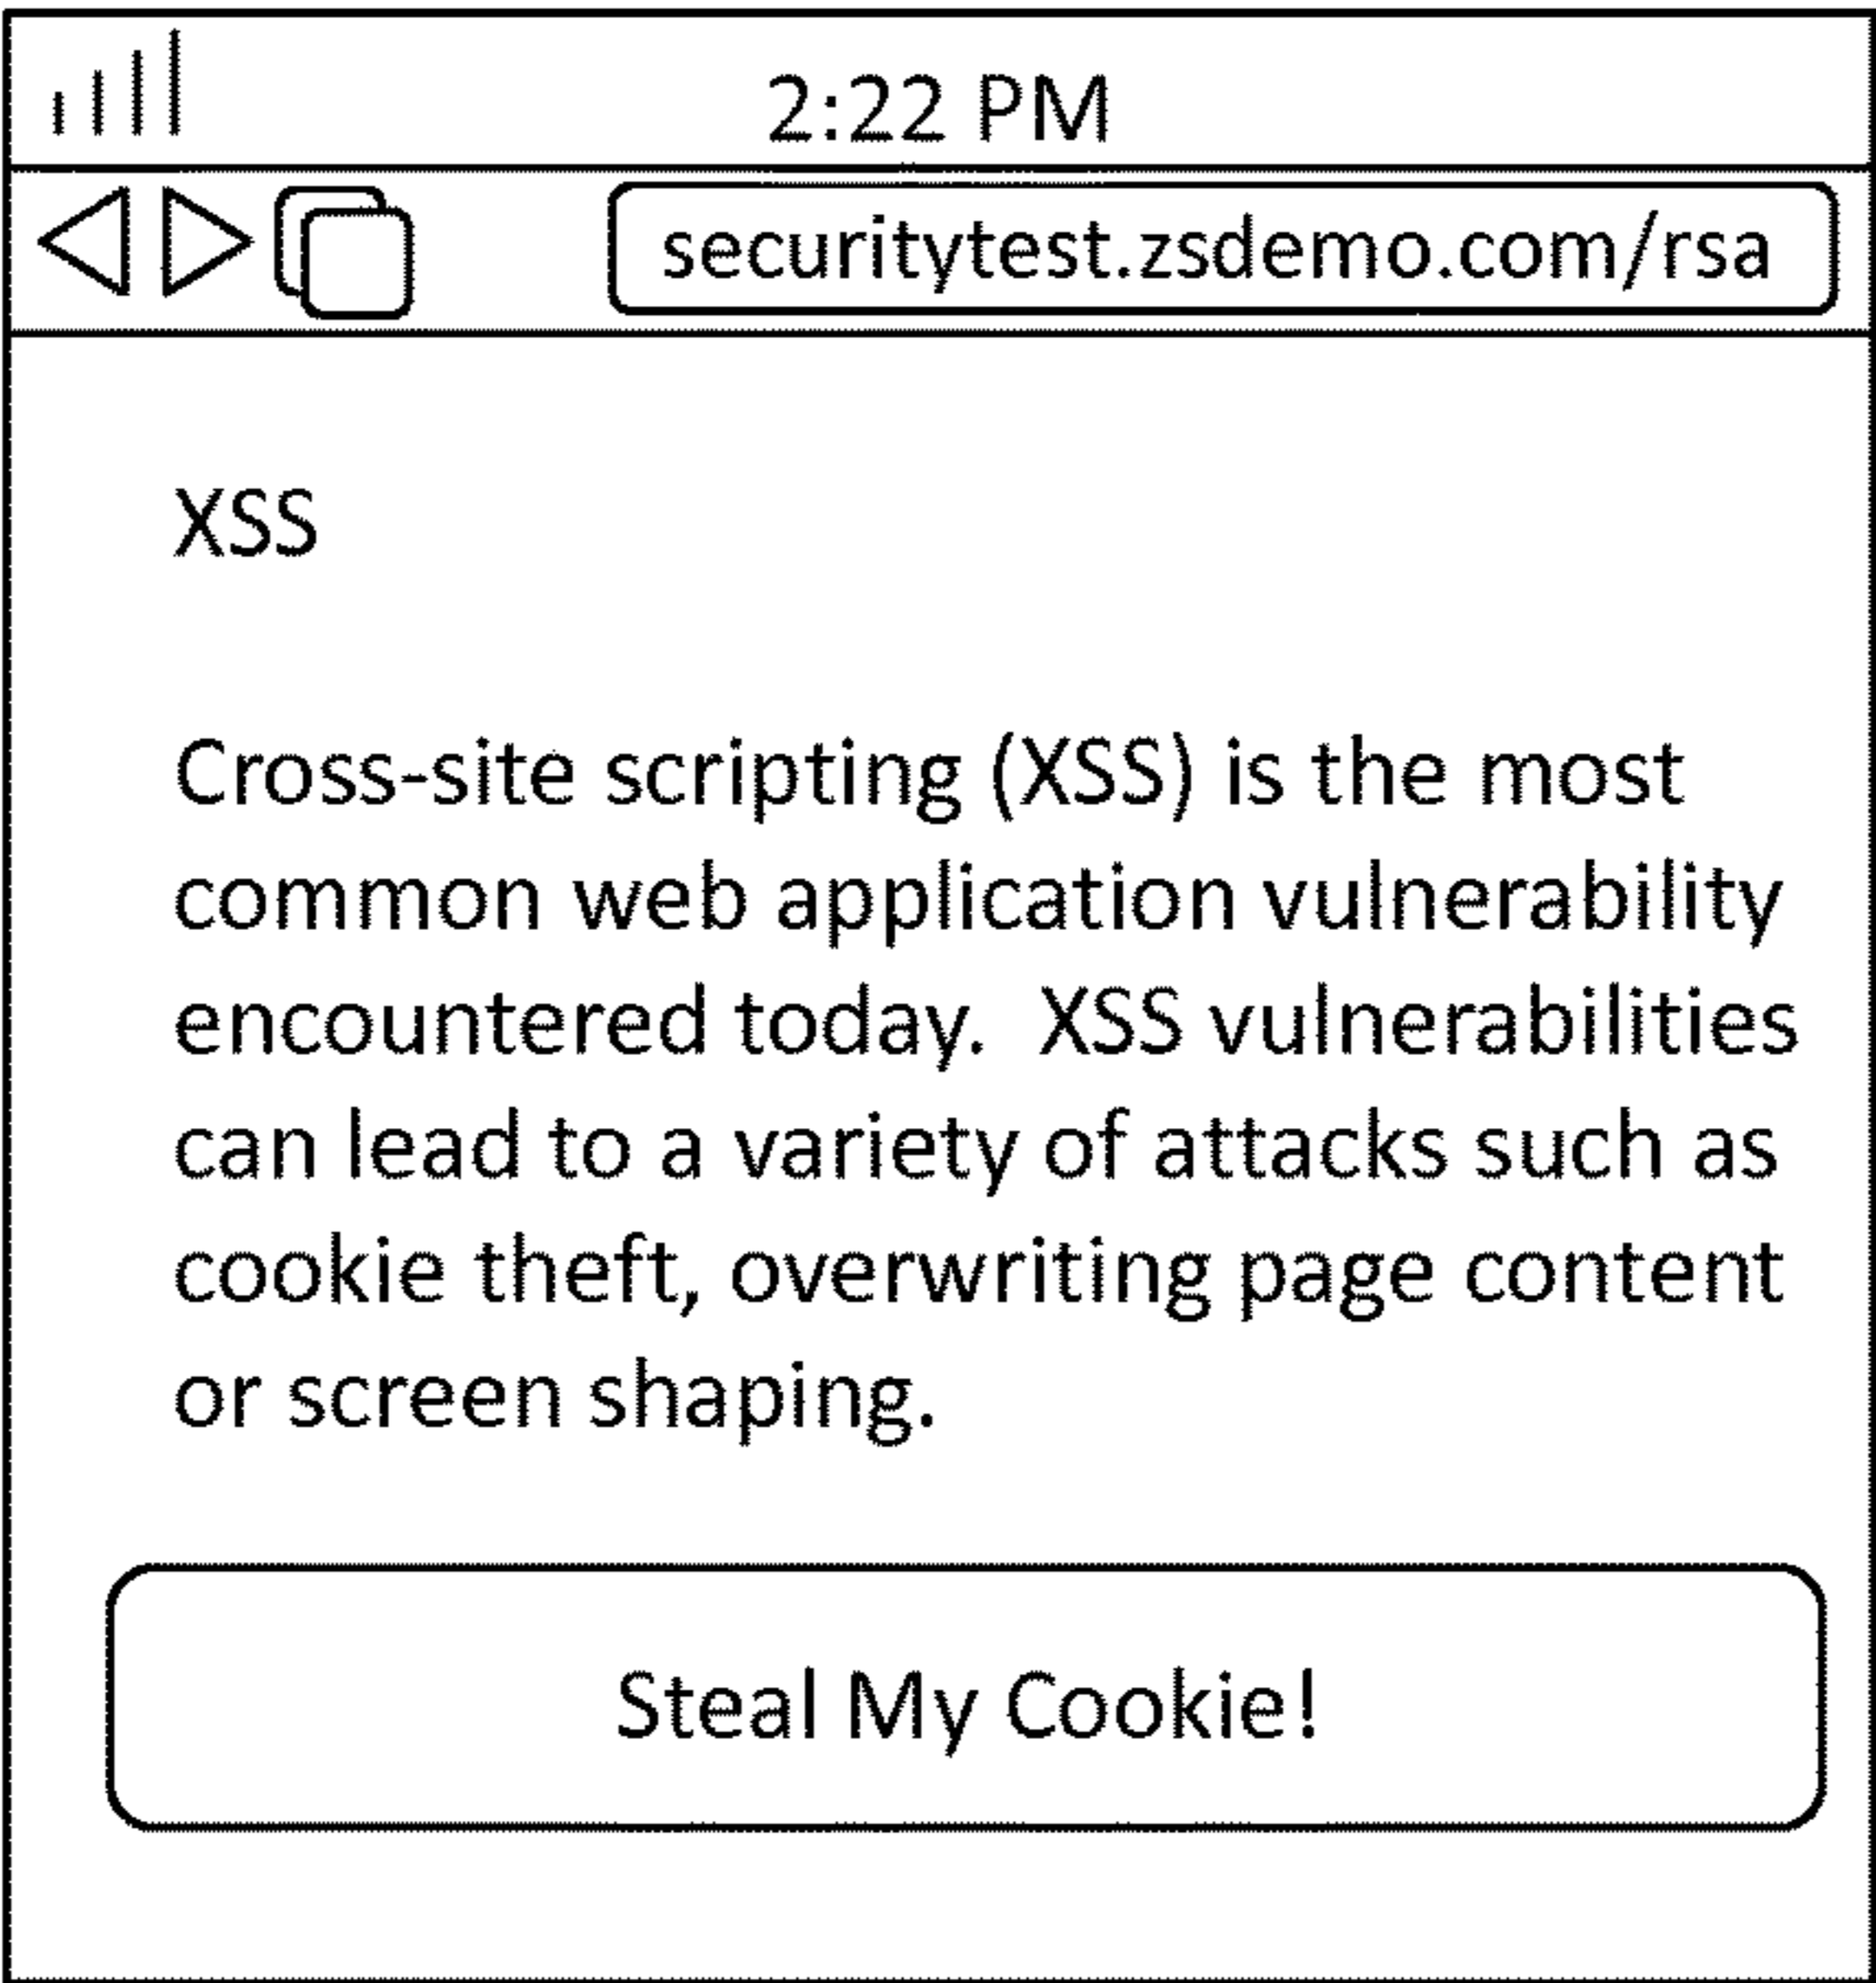 2:22 PM
securitytest.zsdemo.com/rsa
XSS
Cross-site scripting (XSS) is the most
common web application vulnerability
encountered today.  XSS vulnerabilities
can lead to a variety of attacks such as
cookie theft, overwriting page content
or screen shaping.
Steal My Cookie!